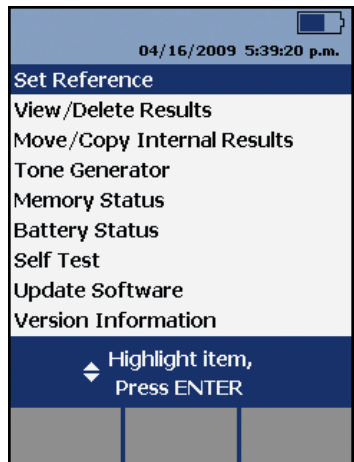 04/16/2009 5:39:20 p.m.
Set Reference
View/Delete Results
Move/Copy Internal Results
Tone Generator
Memory Status
Battery Status
Self Test
Update Software
Version Information
Highlight item,
Press ENTER